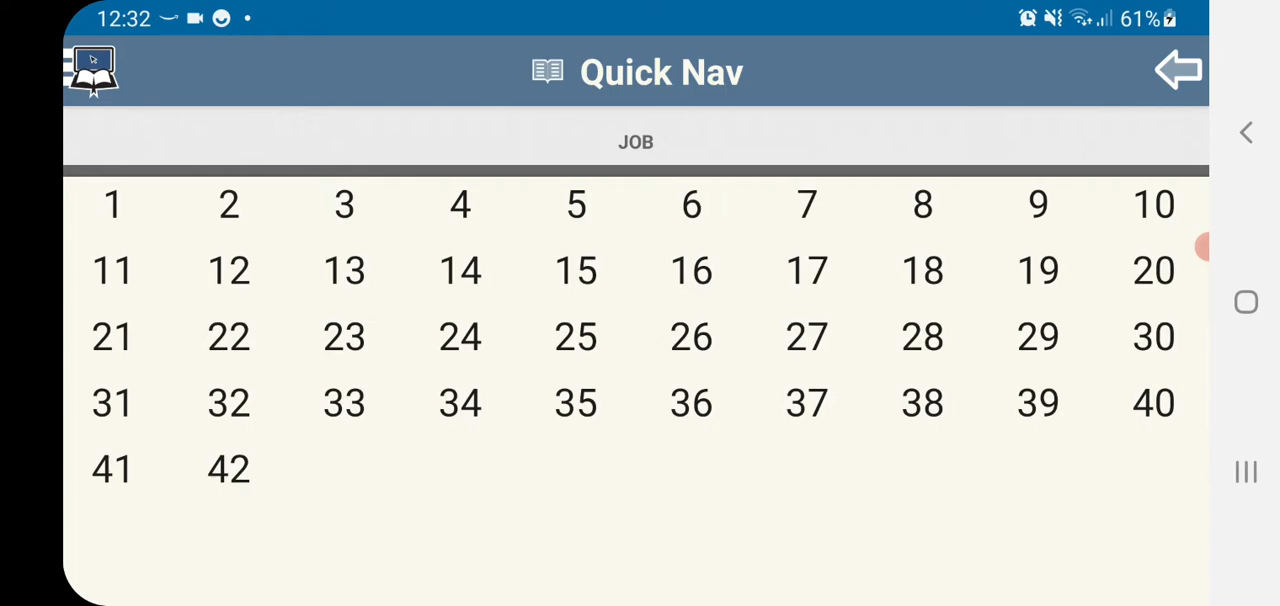 12:32 61%
Quick Nav
JOB
1 2 3 4 5 6 7 8 9 10
11 12 13 14 15 16 17 18 19 20
21 22 23 24 25 26 27 28 29 30
31 32 33 34 35 36 37 38 39 40
41 42